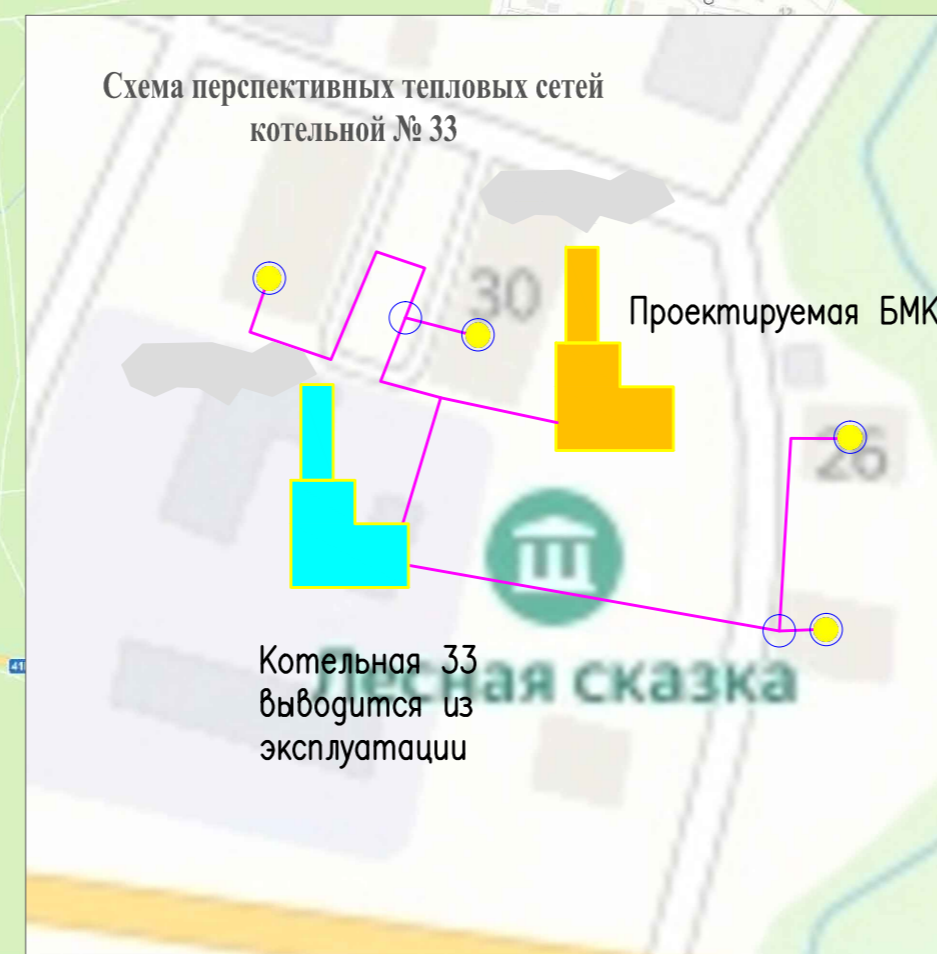 Схема перспективных тепловых сетей
котельной № 33
30
Проектируемая БМК
26
Котельная 33
выводится из
эксплуатации
Лесная сказка
41